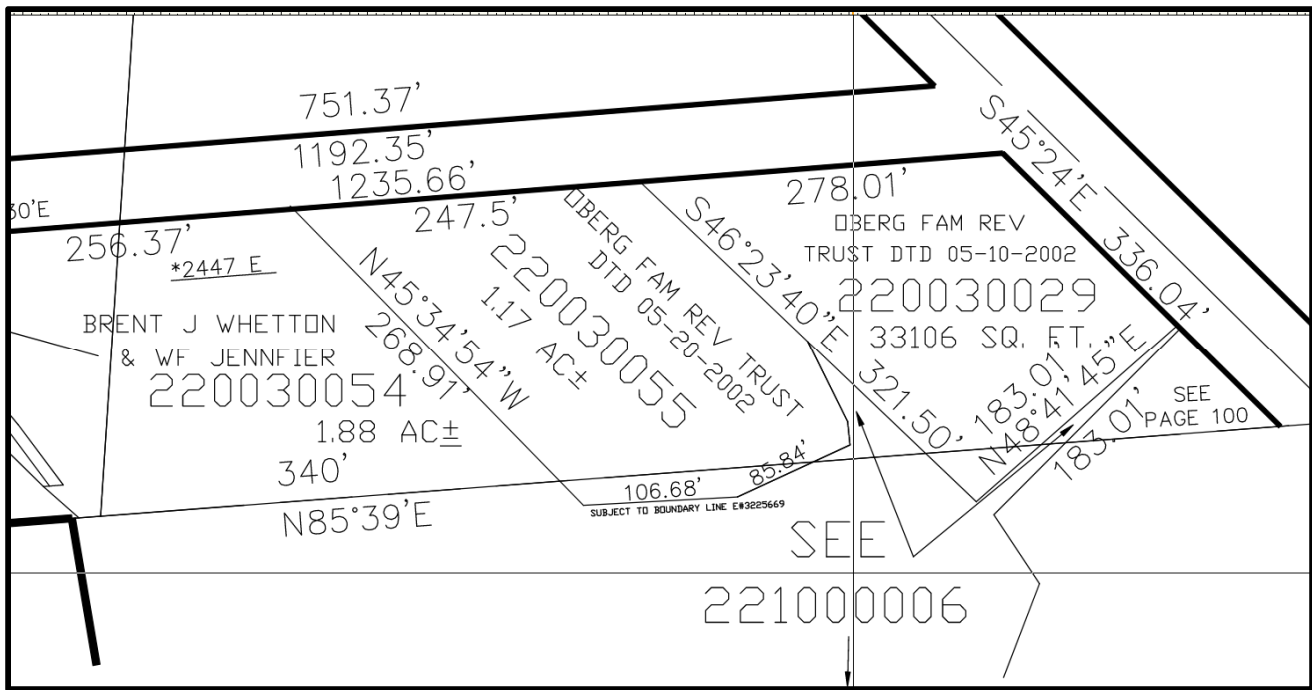 751.37'
1192.35'
1235.66'
30'E
256.37'
*2447 E
BRENT J WHETTON
& WF JENNFIER
220030054
1.88 AC±
340'
N85°39'E
N45°34'54"W
268.91'
247.5'
OBERG FAM REV TRUST
DTD 05-20-2002
220030055
1.17 AC±
106.68'
85.84'
SUBJECT TO BOUNDARY LINE E#3225669
S46°23'40"E 321.50'
278.01'
OBERG FAM REV
TRUST DTD 05-10-2002
220030029
33106 SQ. FT.
S45°24'E 336.04'
183.01'
N48°41'45"E
183.01'
SEE
PAGE 100
SEE
221000006